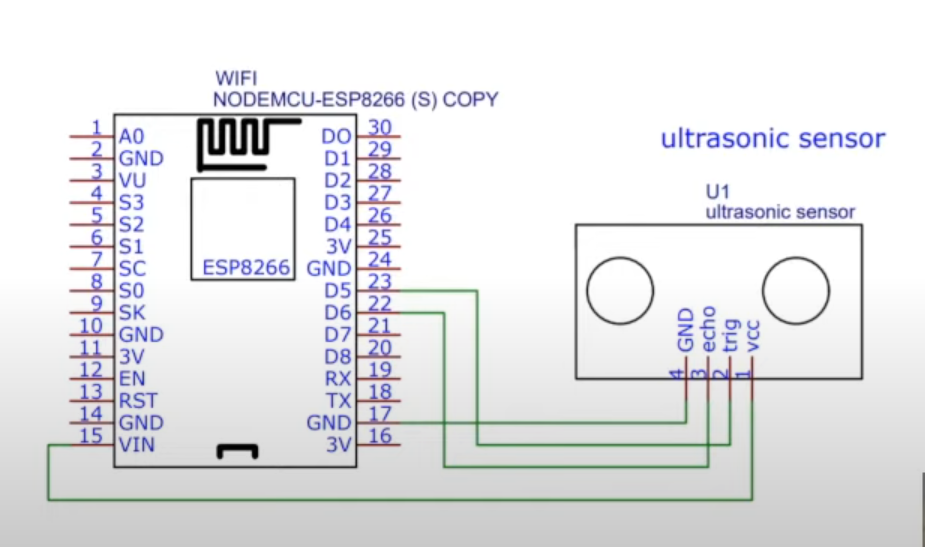 WIFI
NODEMCU-ESP8266 (S) COPY
1 A0 DO 30
2 GND D1 29
3 VU D2 28
4 S3 D3 27
5 S2 D4 26
6 S1 3V 25
7 SC GND 24
8 S0 D5 23
9 SK D6 22
10 GND D7 21
11 3V D8 20
12 EN RX 19
13 RST TX 18
14 GND GND 17
15 VIN 3V 16
ESP8266
ultrasonic sensor
U1
ultrasonic sensor
GND echo trig vcc
4 3 2 1